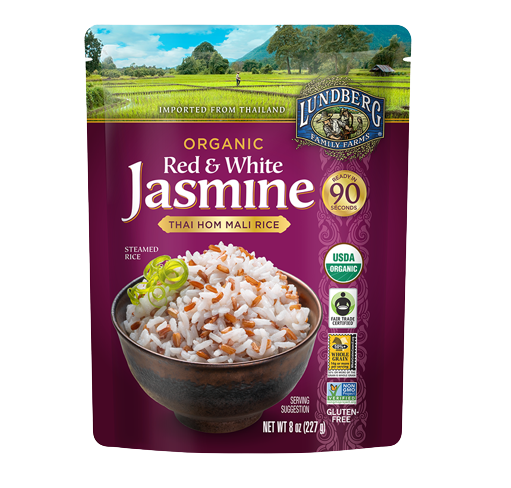 IMPORTED FROM THAILAND
LUNDBERG
FAMILY FARMS
®
ORGANIC
Red & White
Jasmine
THAI HOM MALI RICE
READY IN
90
SECONDS
STEAMED
RICE
USDA
ORGANIC
FAIR TRADE
CERTIFIED
WHOLE
GRAIN
NON
GMO
VERIFIED
GLUTEN-
FREE
SERVING
SUGGESTION
NET WT 8 oz (227 g)